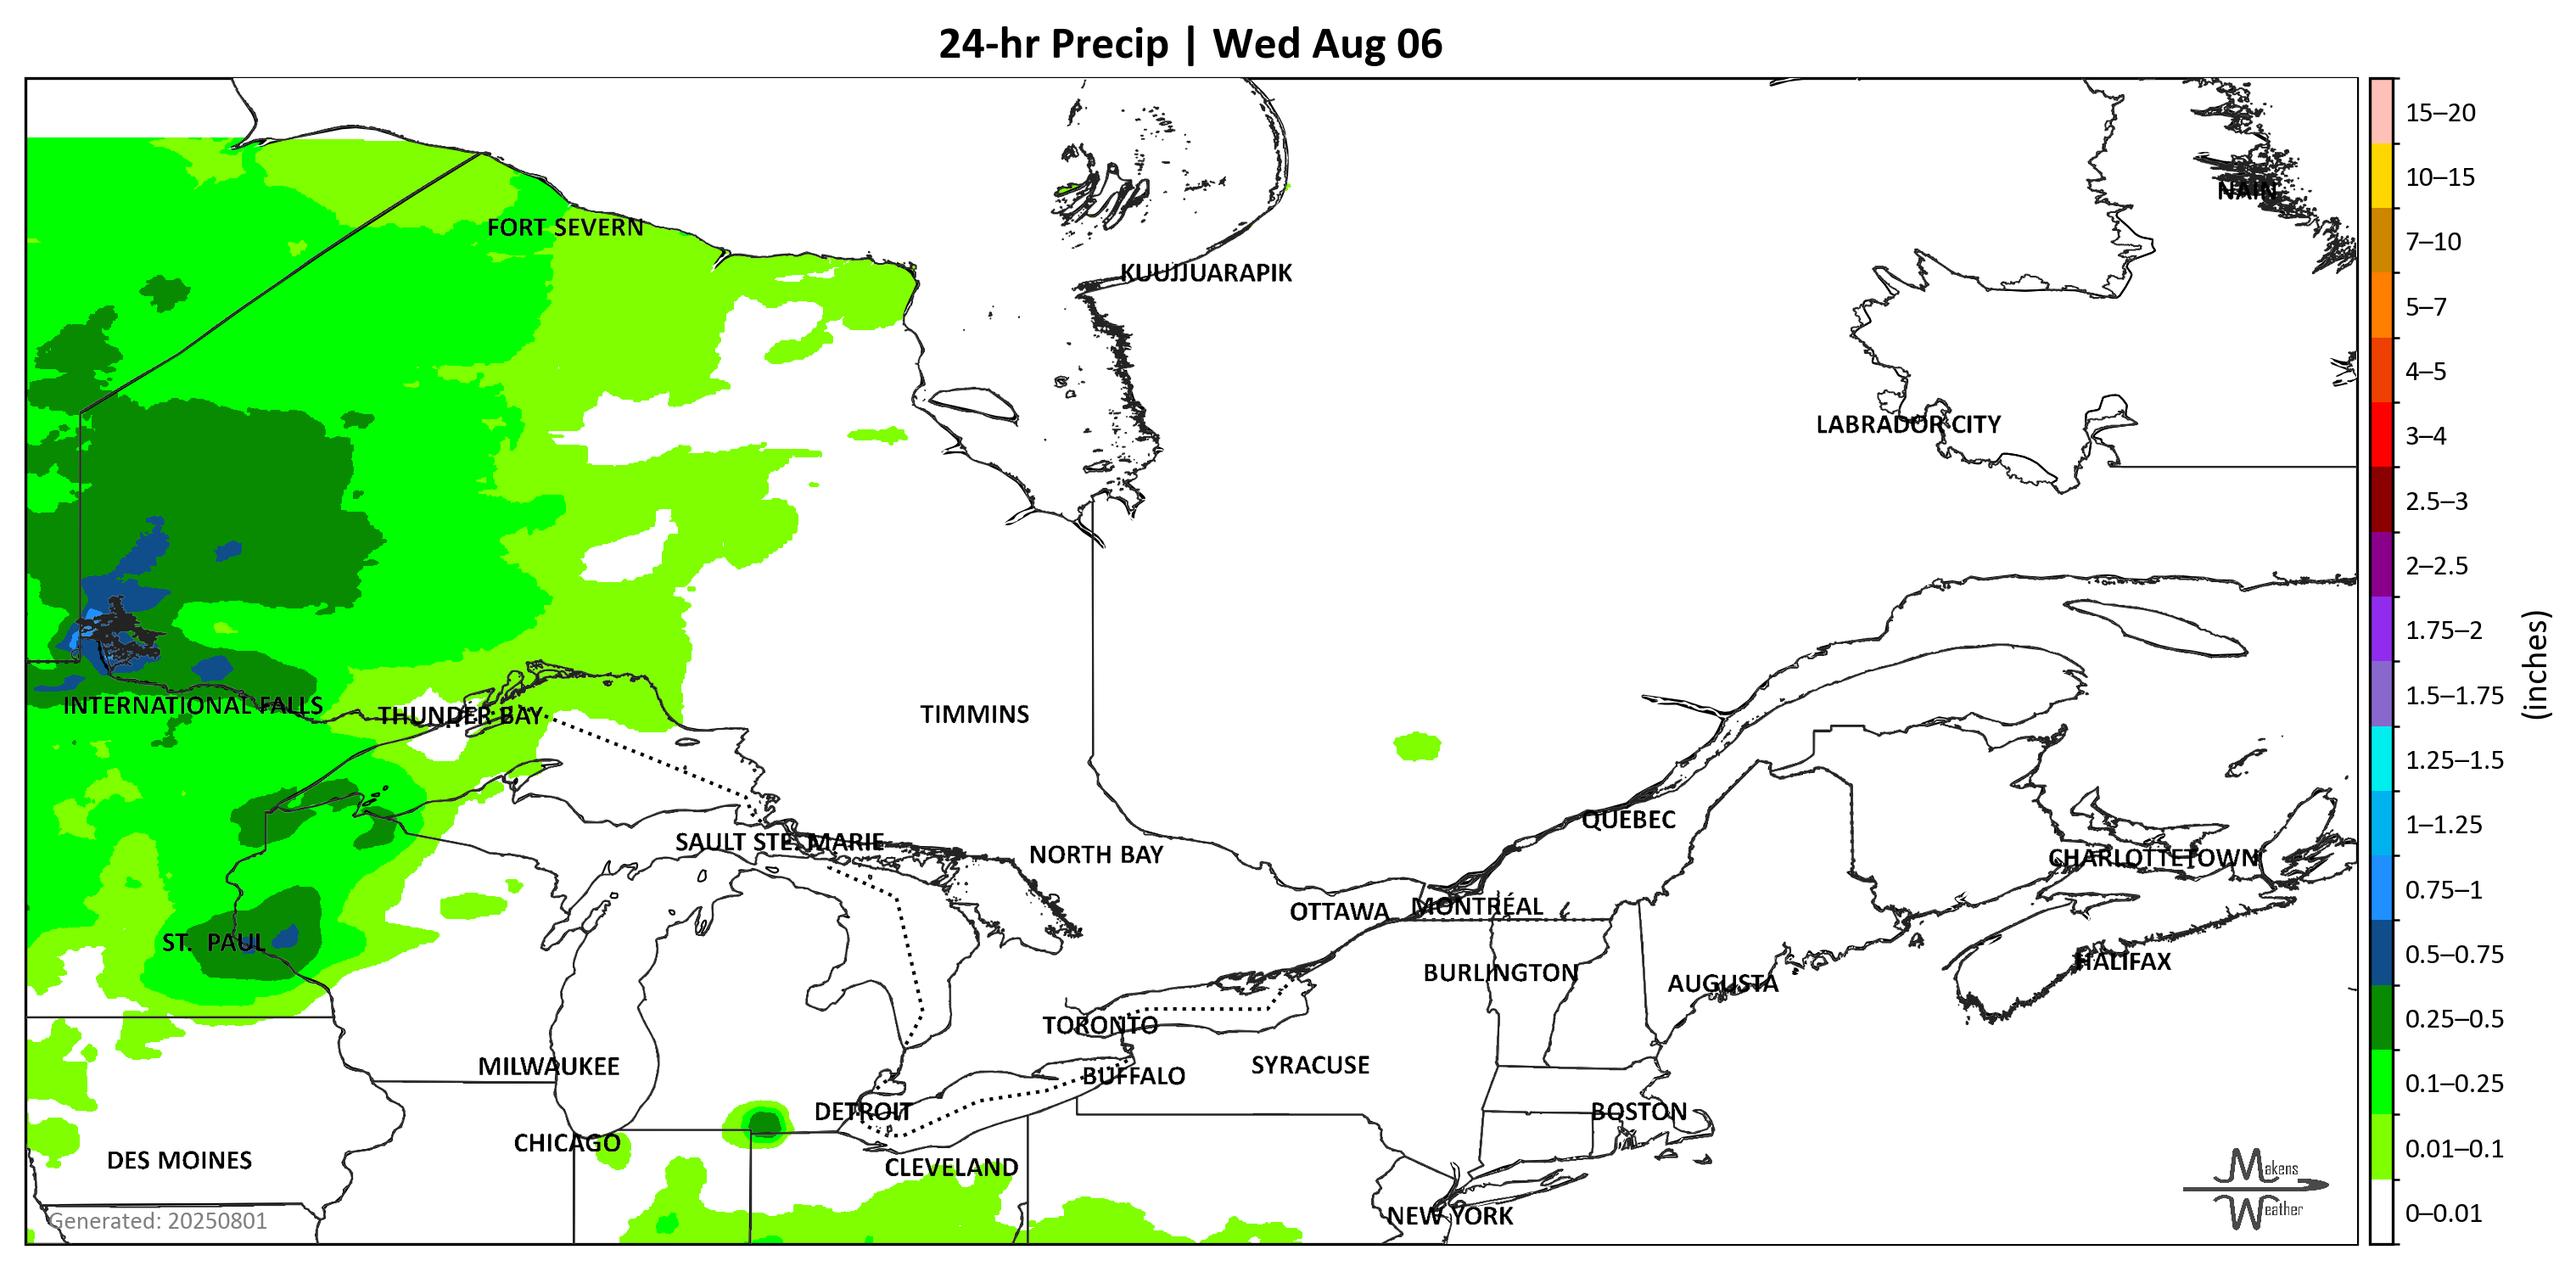 24-hr Precip | Wed Aug 06
15–20
10–15
NAIN
7–10
FORT SEVERN
KUUJJUARAPIK
5–7
4–5
LABRADOR CITY
3–4
2.5–3
2–2.5
1.75–2
(inches)
1.5–1.75
INTERNATIONAL FALLS
THUNDER BAY
TIMMINS
1.25–1.5
QUEBEC
1–1.25
SAULT STE. MARIE
NORTH BAY
CHARLOTTETOWN
0.75–1
OTTAWA
MONTRÉAL
ST. PAUL
0.5–0.75
HALIFAX
BURLINGTON
AUGUSTA
0.25–0.5
TORONTO
MILWAUKEE
SYRACUSE
BUFFALO
0.1–0.25
DETROIT
BOSTON
CHICAGO
0.01–0.1
DES MOINES
CLEVELAND
Makens
Weather
NEW YORK
0–0.01
Generated: 20250801